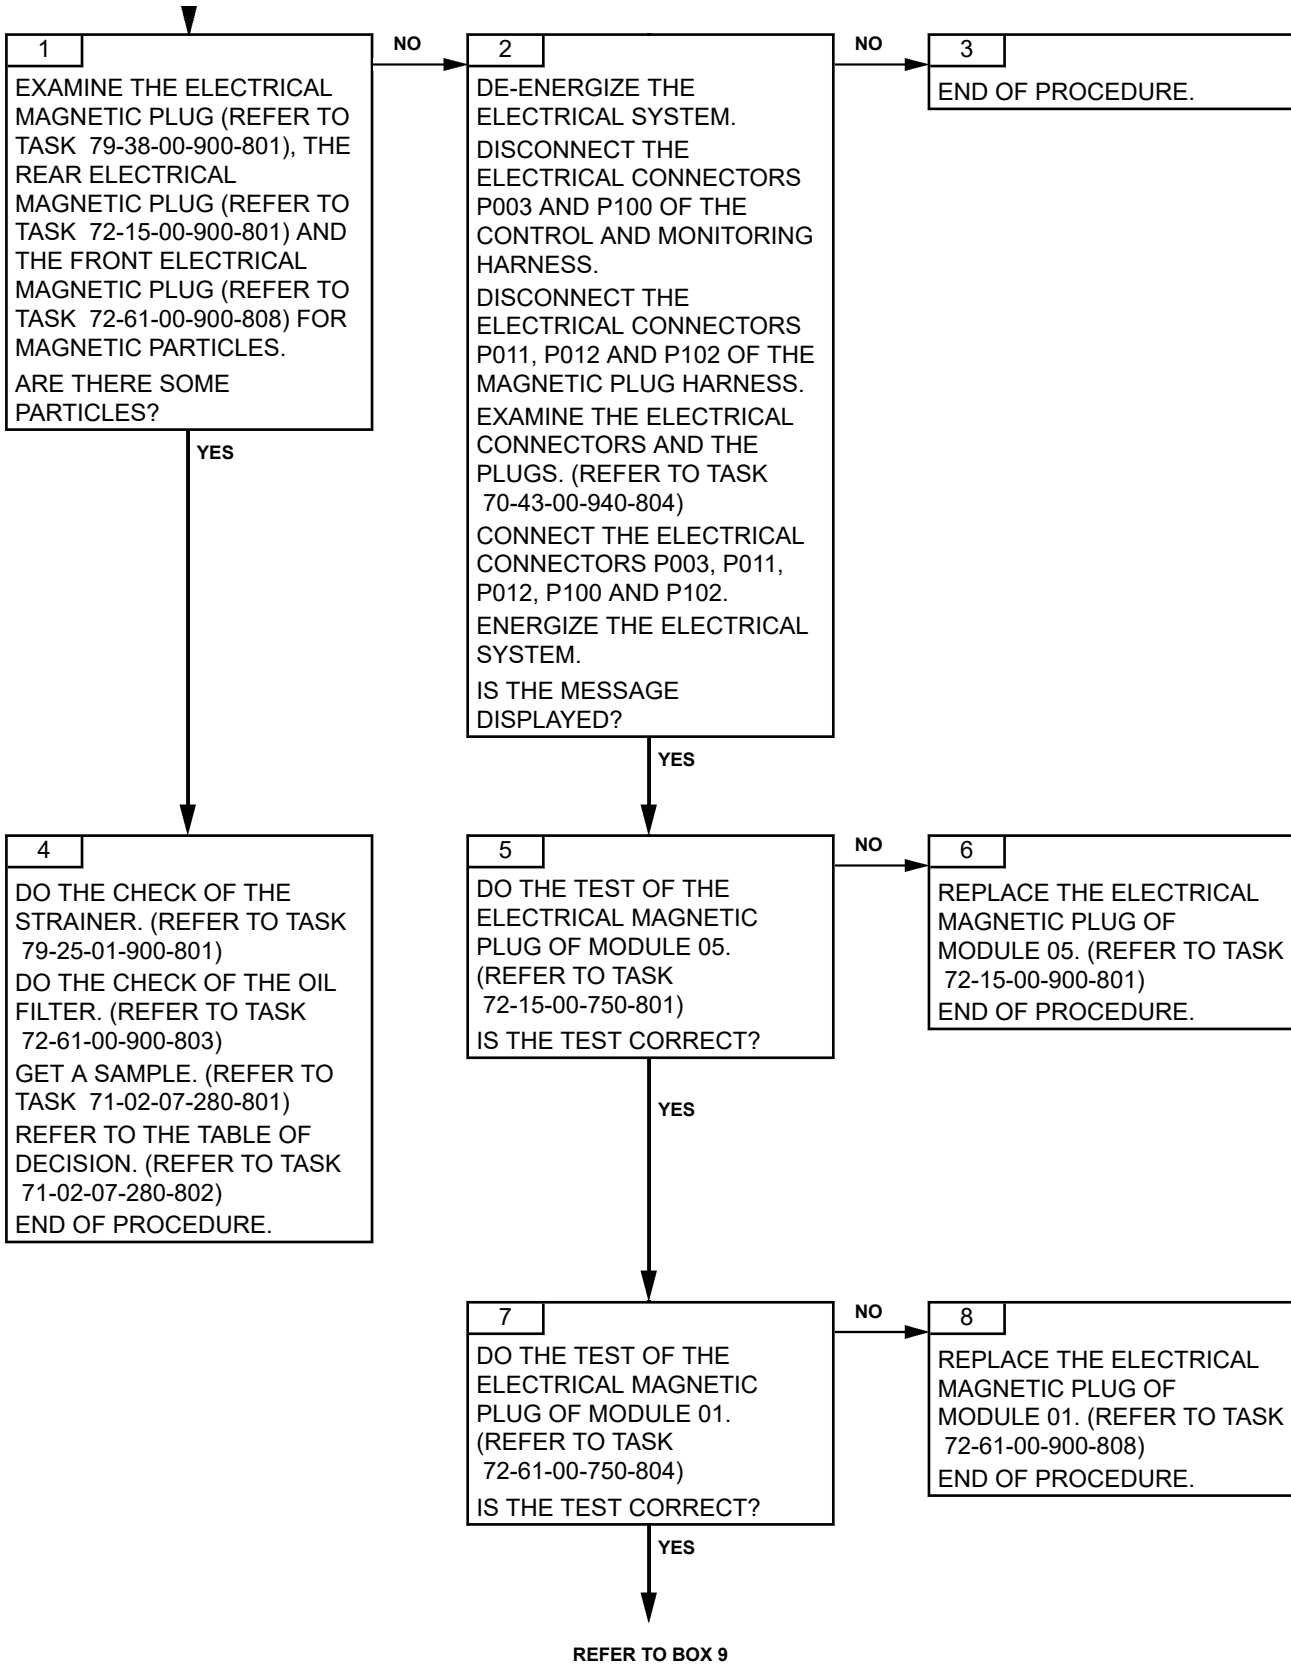 1
EXAMINE THE ELECTRICAL
MAGNETIC PLUG (REFER TO
TASK 79-38-00-900-801), THE
REAR ELECTRICAL
MAGNETIC PLUG (REFER TO
TASK 72-15-00-900-801) AND
THE FRONT ELECTRICAL
MAGNETIC PLUG (REFER TO
TASK 72-61-00-900-808) FOR
MAGNETIC PARTICLES.
ARE THERE SOME
PARTICLES?
NO
YES
2
DE-ENERGIZE THE
ELECTRICAL SYSTEM.
DISCONNECT THE
ELECTRICAL CONNECTORS
P003 AND P100 OF THE
CONTROL AND MONITORING
HARNESS.
DISCONNECT THE
ELECTRICAL CONNECTORS
P011, P012 AND P102 OF THE
MAGNETIC PLUG HARNESS.
EXAMINE THE ELECTRICAL
CONNECTORS AND THE
PLUGS. (REFER TO TASK
70-43-00-940-804)
CONNECT THE ELECTRICAL
CONNECTORS P003, P011,
P012, P100 AND P102.
ENERGIZE THE ELECTRICAL
SYSTEM.
IS THE MESSAGE
DISPLAYED?
NO
YES
3
END OF PROCEDURE.
4
DO THE CHECK OF THE
STRAINER. (REFER TO TASK
79-25-01-900-801)
DO THE CHECK OF THE OIL
FILTER. (REFER TO TASK
72-61-00-900-803)
GET A SAMPLE. (REFER TO
TASK 71-02-07-280-801)
REFER TO THE TABLE OF
DECISION. (REFER TO TASK
71-02-07-280-802)
END OF PROCEDURE.
5
DO THE TEST OF THE
ELECTRICAL MAGNETIC
PLUG OF MODULE 05.
(REFER TO TASK
72-15-00-750-801)
IS THE TEST CORRECT?
NO
YES
6
REPLACE THE ELECTRICAL
MAGNETIC PLUG OF
MODULE 05. (REFER TO TASK
72-15-00-900-801)
END OF PROCEDURE.
7
DO THE TEST OF THE
ELECTRICAL MAGNETIC
PLUG OF MODULE 01.
(REFER TO TASK
72-61-00-750-804)
IS THE TEST CORRECT?
NO
YES
8
REPLACE THE ELECTRICAL
MAGNETIC PLUG OF
MODULE 01. (REFER TO TASK
72-61-00-900-808)
END OF PROCEDURE.
REFER TO BOX 9